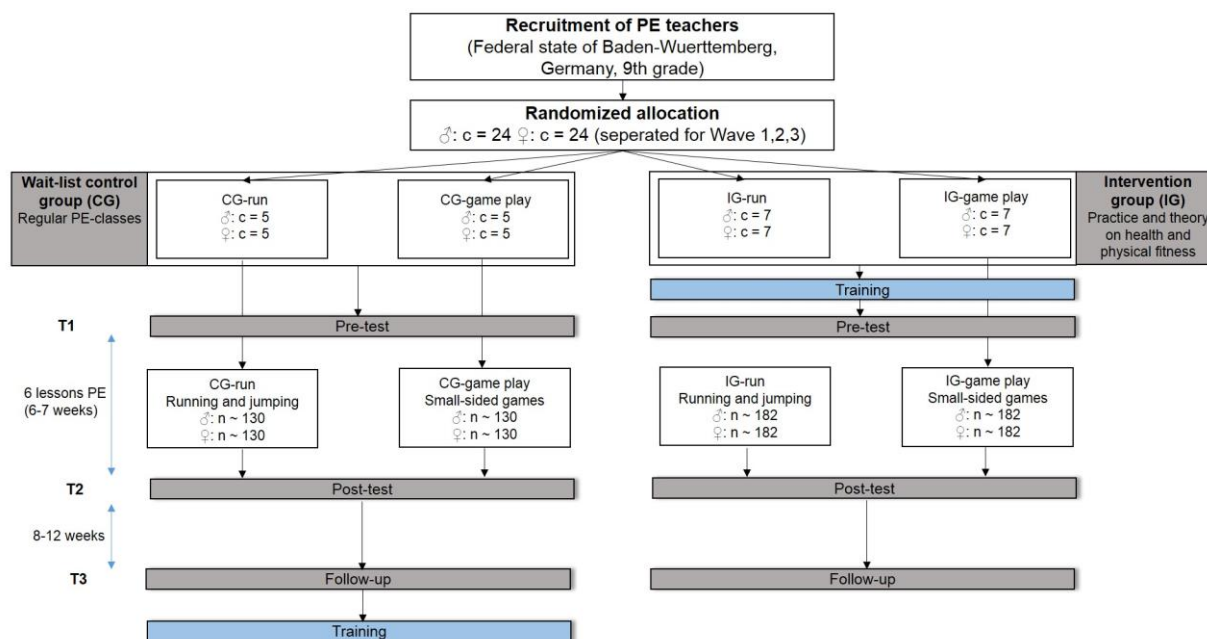 Recruitment of PE teachers
(Federal state of Baden-Wuerttemberg,
Germany, 9th grade)
Randomized allocation
♂: c = 24 ♀: c = 24 (seperated for Wave 1,2,3)
Wait-list control
group (CG)
Regular PE-classes
CG-run
♂: c = 5
♀: c = 5
CG-game play
♂: c = 5
♀: c = 5
IG-run
♂: c = 7
♀: c = 7
IG-game play
♂: c = 7
♀: c = 7
Intervention
group (IG)
Practice and theory
on health and
physical fitness
Training
T1
Pre-test
Pre-test
6 lessons PE
(6-7 weeks)
CG-run
Running and jumping
♂: n ~ 130
♀: n ~ 130
CG-game play
Small-sided games
♂: n ~ 130
♀: n ~ 130
IG-run
Running and jumping
♂: n ~ 182
♀: n ~ 182
IG-game play
Small-sided games
♂: n ~ 182
♀: n ~ 182
T2
Post-test
Post-test
8-12 weeks
T3
Follow-up
Follow-up
Training